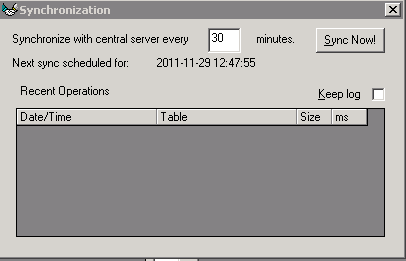 Synchronization
Synchronize with central server every 30 minutes. Sync Now!
Next sync scheduled for: 2011-11-29 12:47:55
Recent Operations Keep log
Date/Time Table Size ms